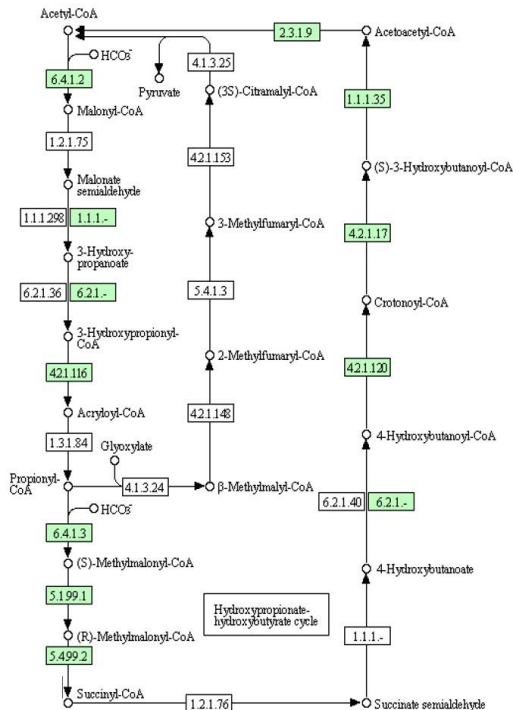 Acetyl-CoA
2.3.1.9
Acetoacetyl-CoA
HCO3-
4.1.3.25
6.4.1.2
Pyruvate
(3S)-Citramalyl-CoA
1.1.1.35
Malonyl-CoA
1.2.1.75
4.2.1.153
(S)-3-Hydroxybutanoyl-CoA
Malonate
semialdehyde
1.1.1.298
1.1.1.-
3-Methylfumaryl-CoA
4.2.1.17
3-Hydroxy-
propanoate
6.2.1.36
6.2.1.-
5.4.1.3
Crotonoyl-CoA
3-Hydroxypropionyl-
CoA
2-Methylfumaryl-CoA
4.2.1.116
4.2.1.120
Acryloyl-CoA
4.2.1.148
1.3.1.84
Glyoxylate
4-Hydroxybutanoyl-CoA
Propionyl-
CoA
4.1.3.24
β-Methylmalyl-CoA
HCO3-
6.2.1.40
6.2.1.-
6.4.1.3
(S)-Methylmalonyl-CoA
4-Hydroxybutanoate
5.1.99.1
Hydroxypropionate-
hydroxybutyrate cycle
(R)-Methylmalonyl-CoA
1.1.1.-
5.4.99.2
Succinyl-CoA
1.2.1.76
Succinate semialdehyde